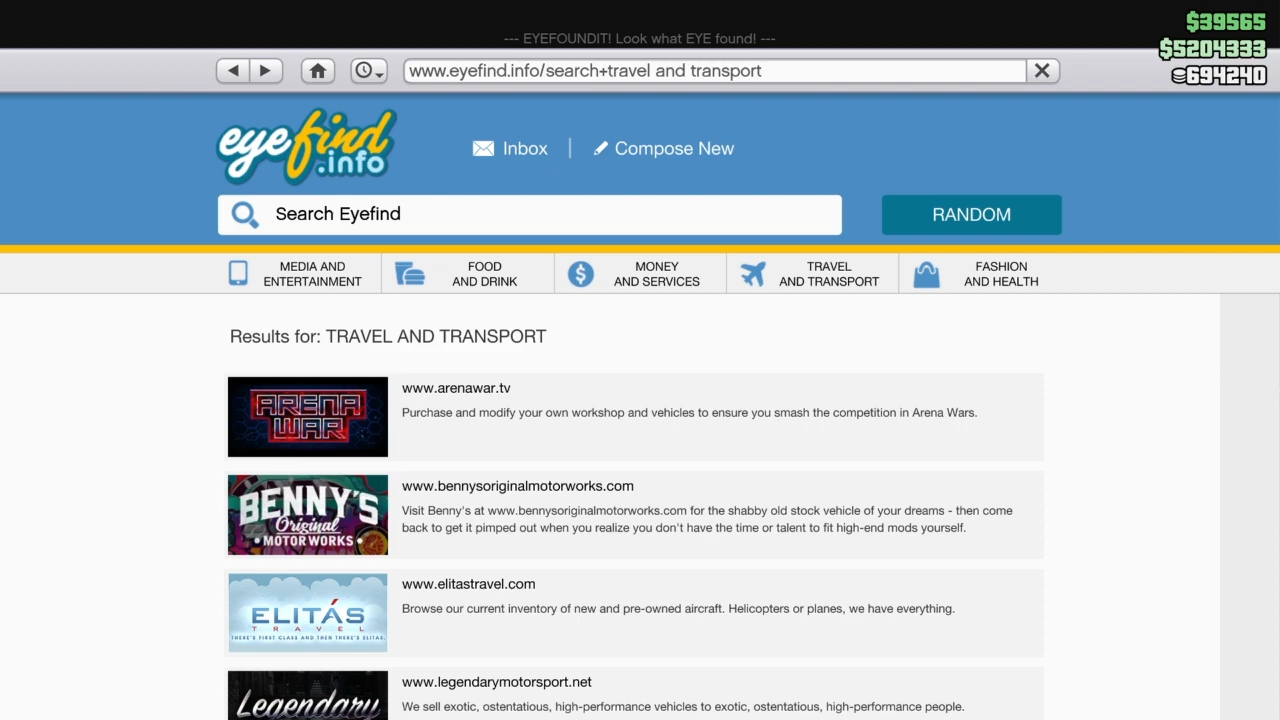 --- EYEFOUNDIT! Look what EYE found! ---
$39565
$5204333
694240
www.eyefind.info/search+travel and transport
eyefind
.info
Inbox
Compose New
Search Eyefind
RANDOM
MEDIA AND
ENTERTAINMENT
FOOD
AND DRINK
MONEY
AND SERVICES
TRAVEL
AND TRANSPORT
FASHION
AND HEALTH
Results for: TRAVEL AND TRANSPORT
ARENA
WAR
www.arenawar.tv
Purchase and modify your own workshop and vehicles to ensure you smash the competition in Arena Wars.
BENNY'S
Original
• MOTOR WORKS •
www.bennysoriginalmotorworks.com
Visit Benny's at www.bennysoriginalmotorworks.com for the shabby old stock vehicle of your dreams - then come
back to get it pimped out when you realize you don't have the time or talent to fit high-end mods yourself.
ELITÁS
TRAVEL
THERE'S FIRST CLASS AND THEN THERE'S ELITAS.
www.elitastravel.com
Browse our current inventory of new and pre-owned aircraft. Helicopters or planes, we have everything.
Legendary
www.legendarymotorsport.net
We sell exotic, ostentatious, high-performance vehicles to exotic, ostentatious, high-performance people.